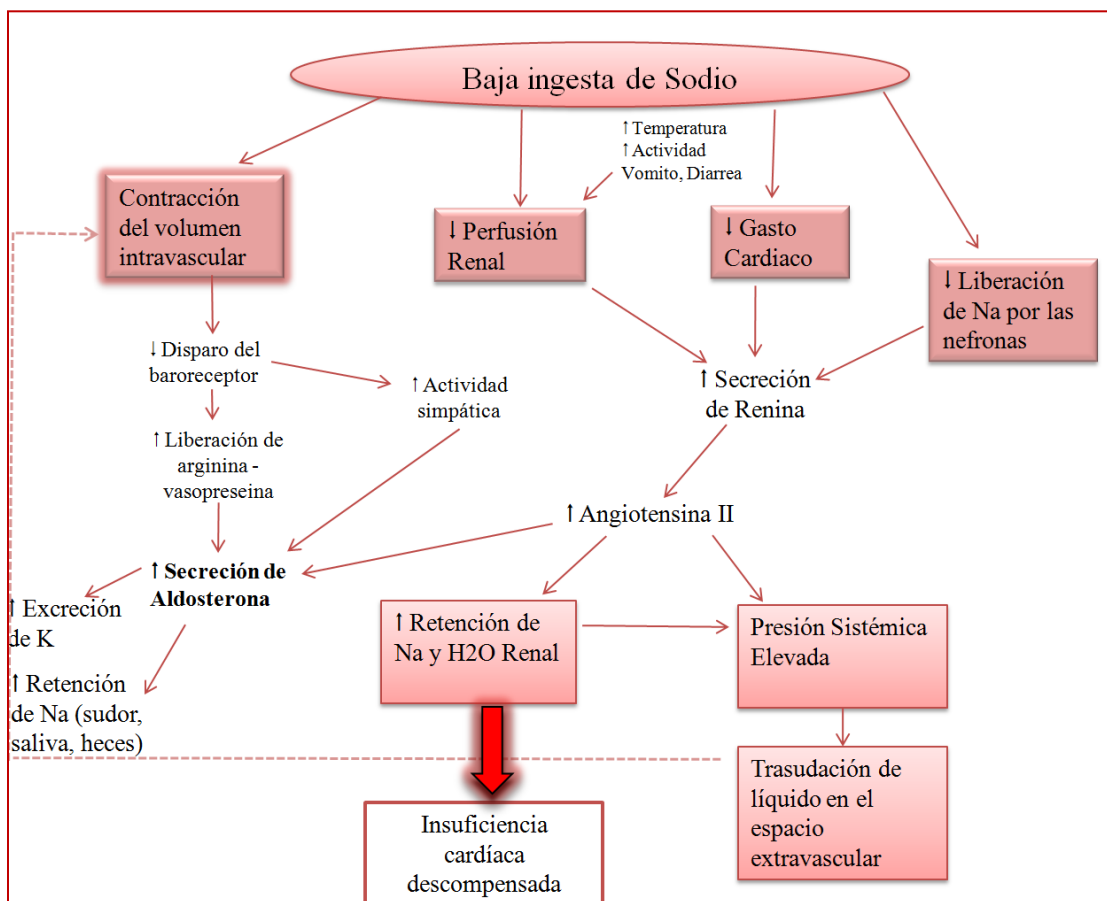 Baja ingesta de Sodio
↑ Temperatura
↑ Actividad
Vomito, Diarrea
Contracción
del volumen
intravascular
↓ Perfusión
Renal
↓ Gasto
Cardiaco
↓ Liberación
de Na por las
nefronas
↓ Disparo del
baroreceptor
↑ Actividad
simpática
↑ Secreción
de Renina
↑ Liberación de
arginina -
vasopreseina
↑ Angiotensina II
↑ Secreción de
Aldosterona
↑ Excreción
de K
↑ Retención
de Na (sudor,
saliva, heces)
↑ Retención de
Na y H2O Renal
Presión Sistémica
Elevada
Trasudación de
líquido en el
espacio
extravascular
Insuficiencia
cardíaca
descompensada